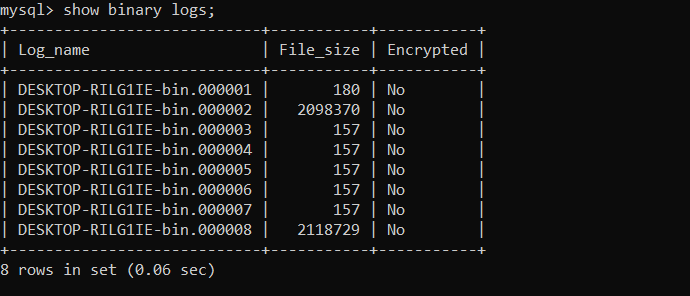 mysql> show binary logs;
+----------------------------+-----------+-----------+
| Log_name                   | File_size | Encrypted |
+----------------------------+-----------+-----------+
| DESKTOP-RILG1IE-bin.000001 |       180 | No        |
| DESKTOP-RILG1IE-bin.000002 |   2098370 | No        |
| DESKTOP-RILG1IE-bin.000003 |       157 | No        |
| DESKTOP-RILG1IE-bin.000004 |       157 | No        |
| DESKTOP-RILG1IE-bin.000005 |       157 | No        |
| DESKTOP-RILG1IE-bin.000006 |       157 | No        |
| DESKTOP-RILG1IE-bin.000007 |       157 | No        |
| DESKTOP-RILG1IE-bin.000008 |   2118729 | No        |
+----------------------------+-----------+-----------+
8 rows in set (0.06 sec)